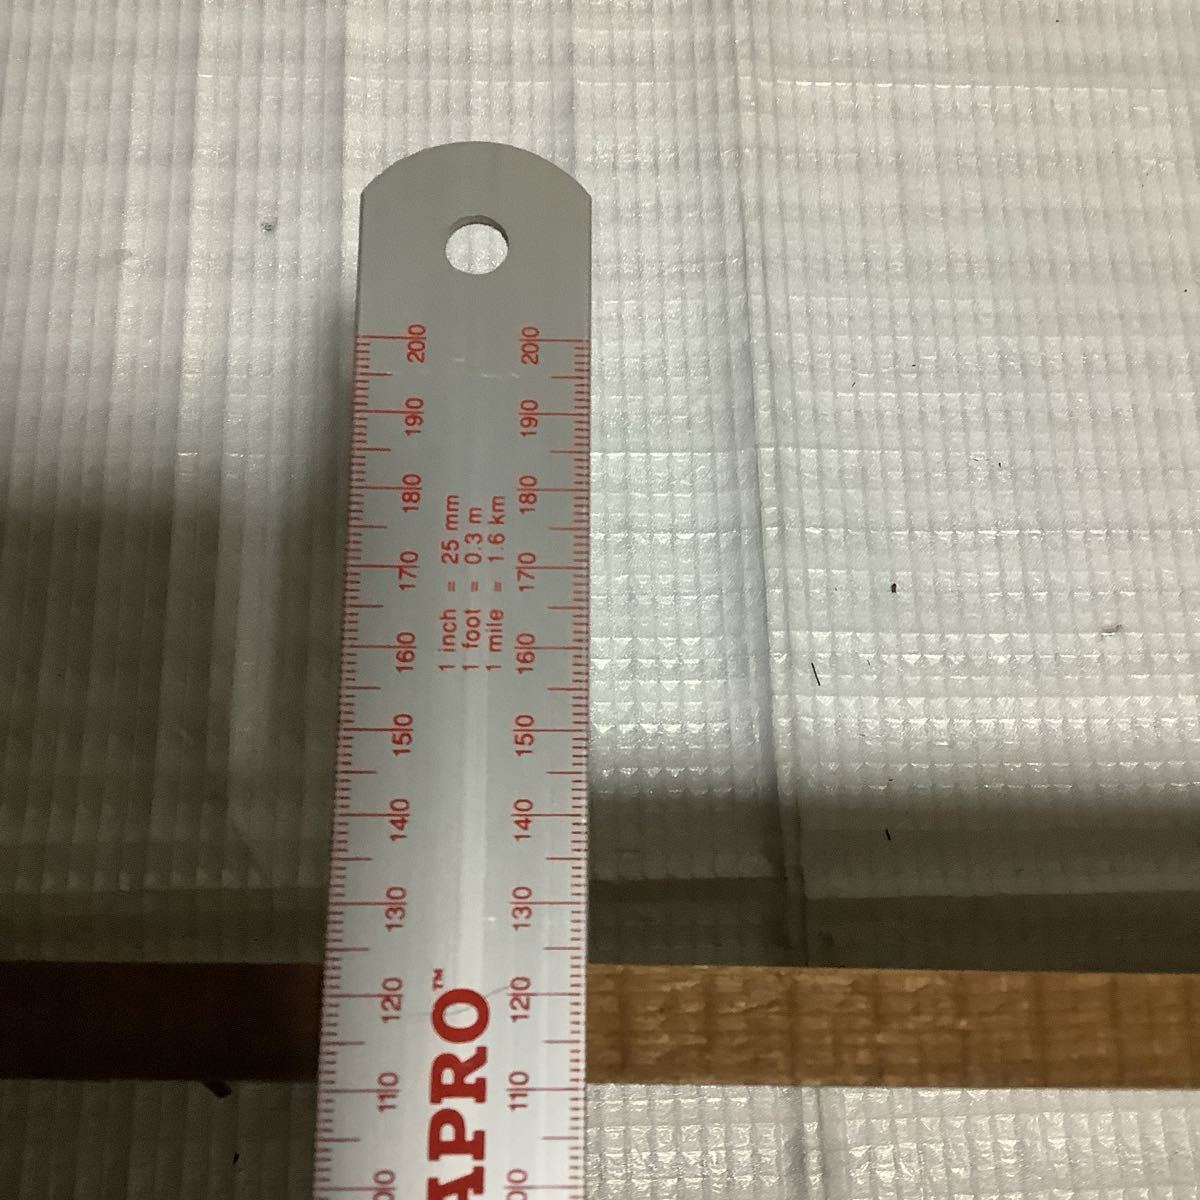 200 200
190 190
180 180
170 170
160 160
150 150
140 140
130 130
120 120
110 110
1 inch = 25 mm
1 foot = 0.3 m
1 mile = 1.6 km
APRO™